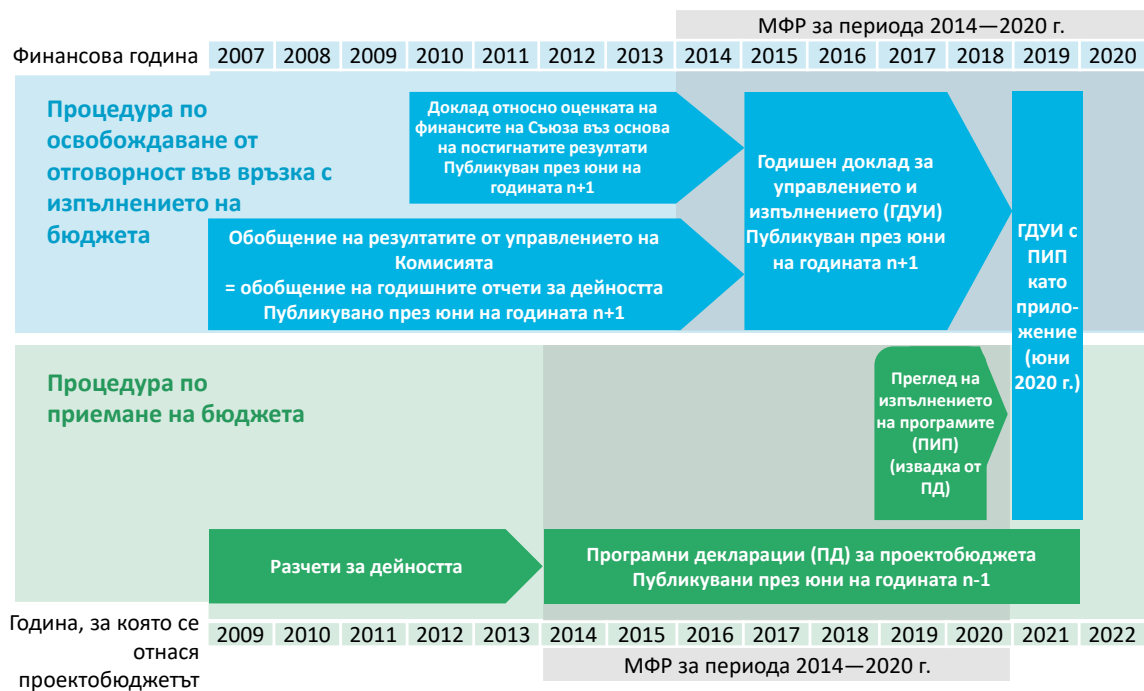 МФР за периода 2014—2020 г.
Финансова година
2007 2008 2009 2010 2011 2012 2013 2014 2015 2016 2017 2018 2019 2020
Процедура по
освобождаване от
отговорност във връзка с
изпълнението на
бюджета
Доклад относно оценката на
финансите на Съюза въз основа
на постигнатите резултати
Публикуван през юни на
годината n+1
Обобщение на резултатите от управлението на
Комисията
= обобщение на годишните отчети за дейността
Публикувано през юни на годината n+1
Годишен доклад за
управлението и
изпълнението (ГДУИ)
Публикуван през юни
на годината n+1
ГДУИ с
ПИП
като
прило-
жение
(юни
2020 г.)
Процедура по
приемане на бюджета
Преглед на
изпълнението
на програмите
(ПИП)
(извадка от
ПД)
Разчети за дейността
Програмни декларации (ПД) за проектобюджета
Публикувани през юни на годината n-1
Година, за която се
отнася
проектобюджетът
2009 2010 2011 2012 2013 2014 2015 2016 2017 2018 2019 2020 2021 2022
МФР за периода 2014—2020 г.